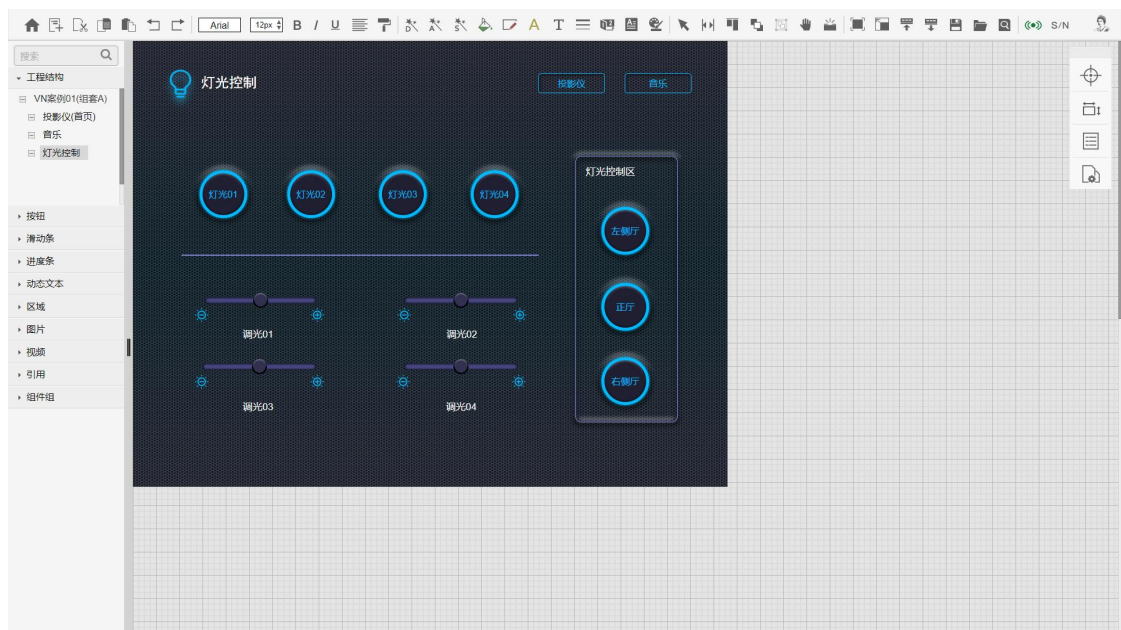 Arial 12px B I U A T S/N
搜索
工程结构
VN案例01(组套A)
投影仪(首页)
音乐
灯光控制
按钮
滑动条
进度条
动态文本
区域
图片
视频
引用
组件组
灯光控制
投影仪
音乐
灯光01
灯光02
灯光03
灯光04
调光01
调光02
调光03
调光04
灯光控制区
左侧厅
正厅
右侧厅